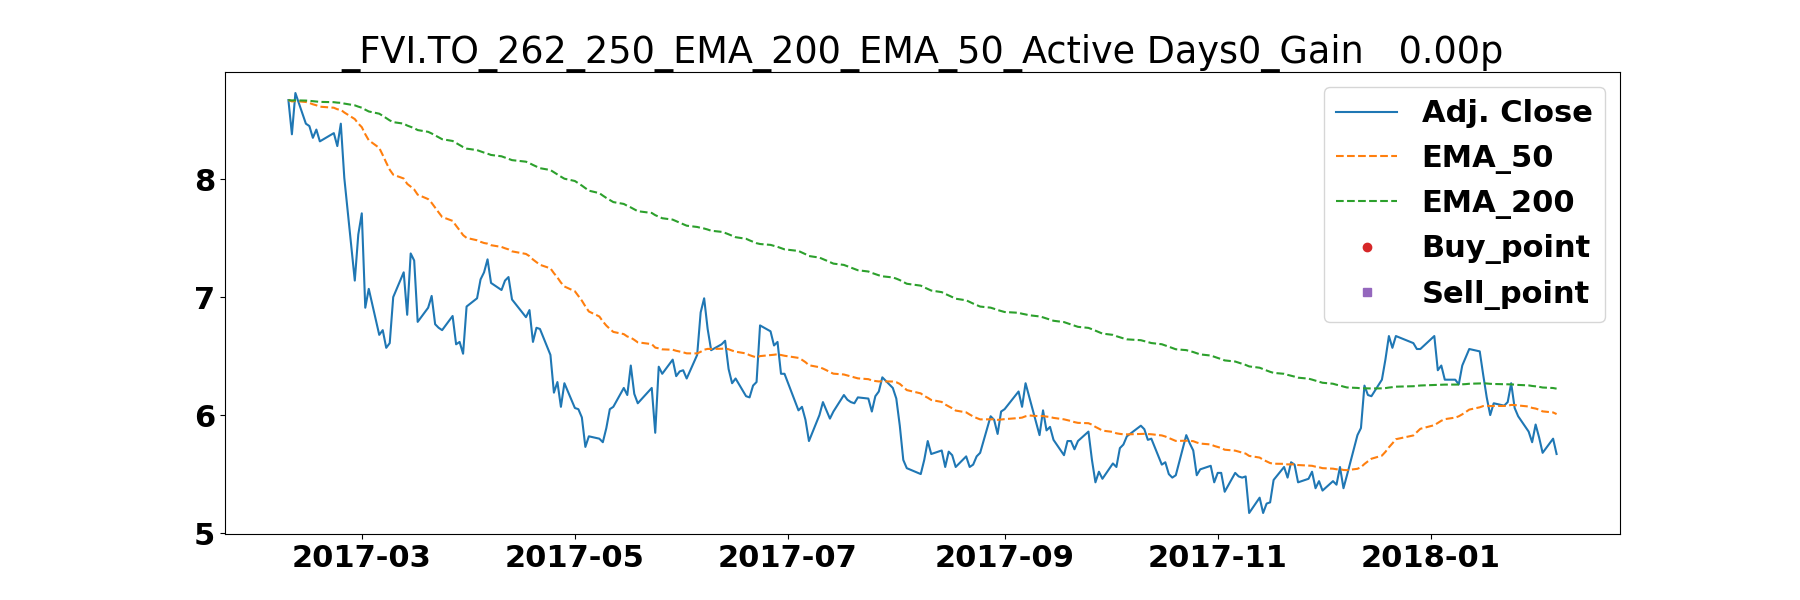 _FVI.TO_262_250_EMA_200_EMA_50_Active Days0_Gain   0.00p
Adj. Close
EMA_50
EMA_200
Buy_point
Sell_point
8
7
6
5
2017-03 2017-05 2017-07 2017-09 2017-11 2018-01